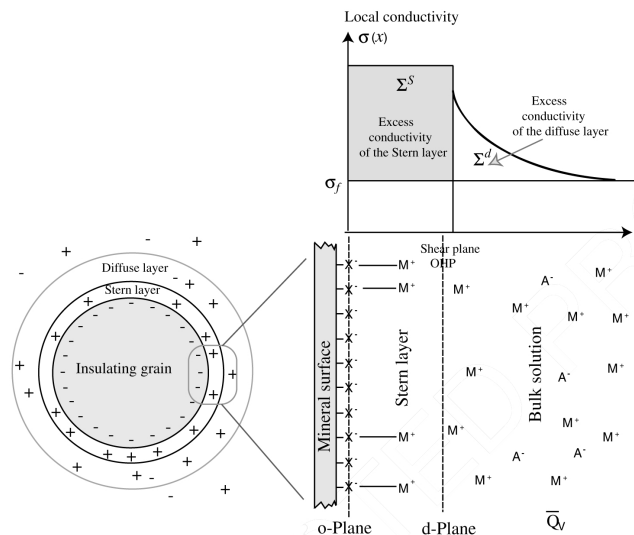 Local conductivity
σ(x)
Σ^S
Excess
conductivity
of the Stern layer
Excess
conductivity
of the diffuse layer
Σ^d
σ_f
Shear plane
OHP
Diffuse layer
Stern layer
Insulating grain
Mineral surface
Stern layer
Bulk solution
X⁻ M⁺
X⁻ M⁺
X⁻
X⁻
X⁻
X⁻
X⁻
X⁻ M⁺
X⁻
X⁻ M⁺
A⁻ M⁺
M⁺
M⁺ M⁺ M⁺
M⁺ A⁻ M⁺
M⁺ M⁺ M⁺
A⁻ A⁻
M⁺ M⁺
o-Plane
d-Plane
Q̅_V